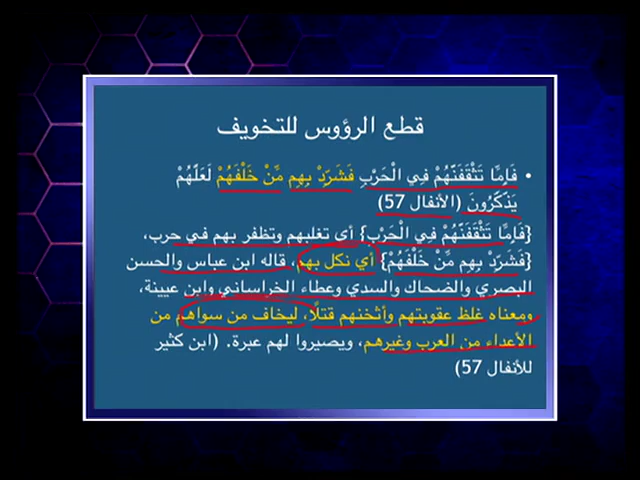 قطع الرؤوس للتخويف
• فَإِمَّا تَثْقَفَنَّهُمْ فِي الْحَرْبِ فَشَرِّدْ بِهِم مَّنْ خَلْفَهُمْ لَعَلَّهُمْ
يَذَّكَّرُونَ (الأنفال 57)
{فَإِمَّا تَثْقَفَنَّهُمْ فِي الْحَرْبِ} أي تغلبهم وتظفر بهم في حرب،
{فَشَرِّدْ بِهِم مَّنْ خَلْفَهُمْ} أي نكل بهم، قاله ابن عباس والحسن
البصري والضحاك والسدي وعطاء الخراساني وابن عيينة،
ومعناه غلظ عقوبتهم وأثخنهم قتلًا، ليخاف من سواهم من
الأعداء من العرب وغيرهم، ويصيروا لهم عبرة. (ابن كثير
للأنفال 57)